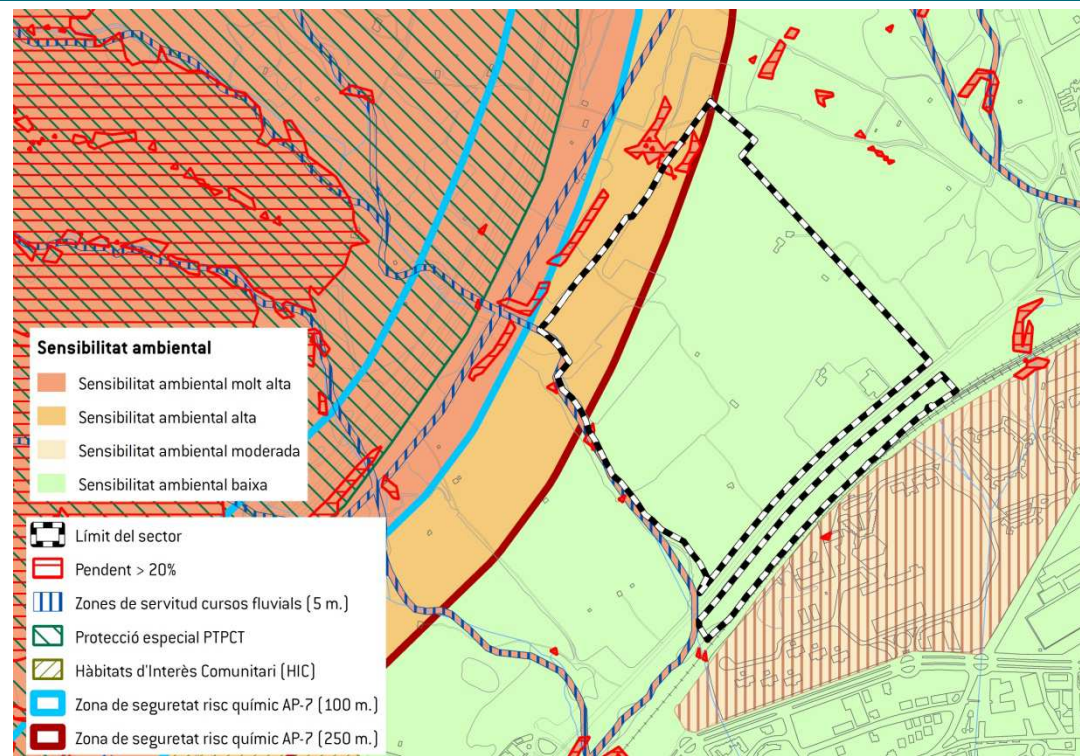 Sensibilitat ambiental
Sensibilitat ambiental molt alta
Sensibilitat ambiental alta
Sensibilitat ambiental moderada
Sensibilitat ambiental baixa
Límit del sector
Pendent > 20%
Zones de servitud cursos fluvials (5 m.)
Protecció especial PTPCT
Hàbitats d'Interès Comunitari (HIC)
Zona de seguretat risc químic AP-7 (100 m.)
Zona de seguretat risc químic AP-7 (250 m.)